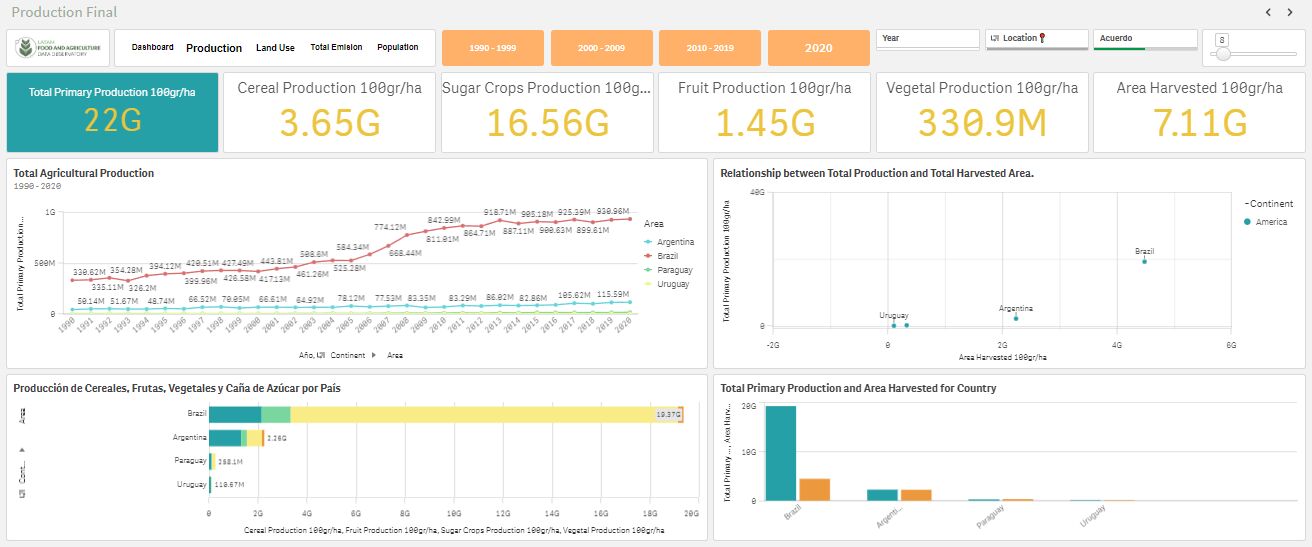 Production Final
LATAM
FOOD AND AGRICULTURE
DATA OBSERVATORY
Dashboard
Production
Land Use
Total Emision
Population
1990 - 1999
2000 - 2009
2010 - 2019
2020
Year
Location
Acuerdo
8
Total Primary Production 100gr/ha
22G
Cereal Production 100gr/ha
3.65G
Sugar Crops Production 100g...
16.56G
Fruit Production 100gr/ha
1.45G
Vegetal Production 100gr/ha
330.9M
Area Harvested 100gr/ha
7.11G
Total Agricultural Production
1990-2020
Total Primary Production...
1G
500M
0
330.62M
335.11M
354.28M
326.2M
394.12M
399.96M
420.51M
426.58M
427.49M
417.13M
443.81M
461.26M
508.6M
525.28M
584.34M
668.44M
774.12M
811.01M
842.99M
864.71M
918.71M
887.11M
905.18M
900.63M
925.39M
899.61M
930.96M
50.14M
51.67M
48.74M
66.52M
70.05M
66.61M
64.92M
78.12M
77.53M
83.35M
83.29M
86.02M
82.86M
105.62M
115.59M
1990
1991
1992
1993
1994
1995
1996
1997
1998
1999
2000
2001
2002
2003
2004
2005
2006
2007
2008
2009
2010
2011
2012
2013
2014
2015
2016
2017
2018
2019
2020
Año,
Continent
Area
Area
Argentina
Brazil
Paraguay
Uruguay
Relationship between Total Production and Total Harvested Area.
Total Primary Production 100gr/ha
40G
20G
0
Brazil
Argentina
Uruguay
-2G
0
2G
4G
6G
Area Harvested 100gr/ha
Continent
America
Producción de Cereales, Frutas, Vegetales y Caña de Azúcar por País
Area
Cont...
Brazil
19.37G
Argentina
2.26G
Paraguay
258.1M
Uruguay
110.67M
0
2G
4G
6G
8G
10G
12G
14G
16G
18G
20G
Cereal Production 100gr/ha, Fruit Production 100gr/ha, Sugar Crops Production 100gr/ha, Vegetal Production 100gr/ha
Total Primary Production and Area Harvested for Country
Total Primary ..., Area Harv...
20G
10G
0
Brazil
Argenti...
Paraguay
Uruguay